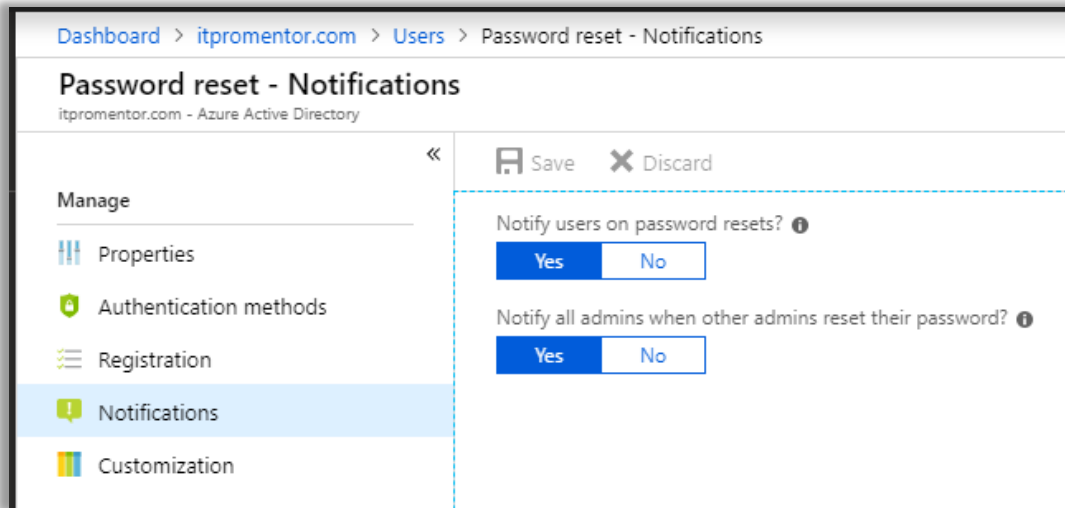 Dashboard > itpromentor.com > Users > Password reset - Notifications
Password reset - Notifications
itpromentor.com - Azure Active Directory
«
Save Discard
Manage
Properties
Authentication methods
Registration
Notifications
Customization
Notify users on password resets?
Yes No
Notify all admins when other admins reset their password?
Yes No